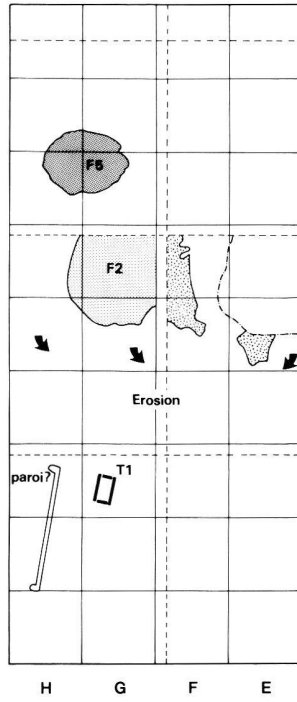 F5
F2
Erosion
paroi?
T1
H G F E